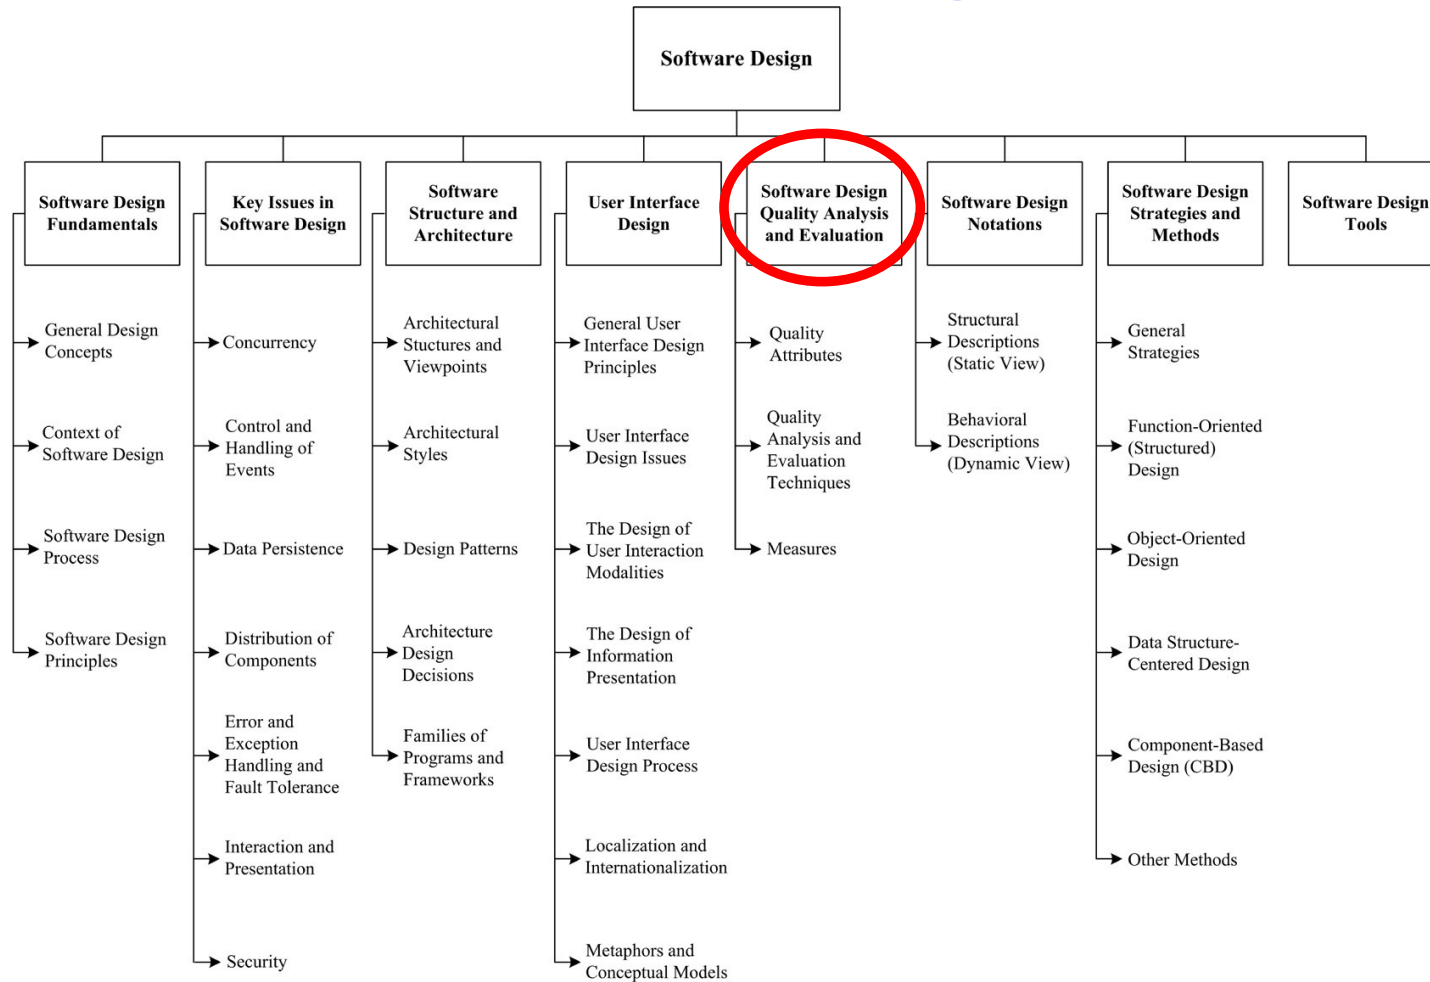 Software Design
Software Design
Fundamentals
General Design
Concepts
Context of
Software Design
Software Design
Process
Software Design
Principles
Key Issues in
Software Design
Concurrency
Control and
Handling of
Events
Data Persistence
Distribution of
Components
Error and
Exception
Handling and
Fault Tolerance
Interaction and
Presentation
Security
Software
Structure and
Architecture
Architectural
Stuctures and
Viewpoints
Architectural
Styles
Design Patterns
Architecture
Design
Decisions
Families of
Programs and
Frameworks
User Interface
Design
General User
Interface Design
Principles
User Interface
Design Issues
The Design of
User Interaction
Modalities
The Design of
Information
Presentation
User Interface
Design Process
Localization and
Internationalization
Metaphors and
Conceptual Models
Software Design
Quality Analysis
and Evaluation
Quality
Attributes
Quality
Analysis and
Evaluation
Techniques
Measures
Software Design
Notations
Structural
Descriptions
(Static View)
Behavioral
Descriptions
(Dynamic View)
Software Design
Strategies and
Methods
General
Strategies
Function-Oriented
(Structured)
Design
Object-Oriented
Design
Data Structure-
Centered Design
Component-Based
Design (CBD)
Other Methods
Software Design
Tools